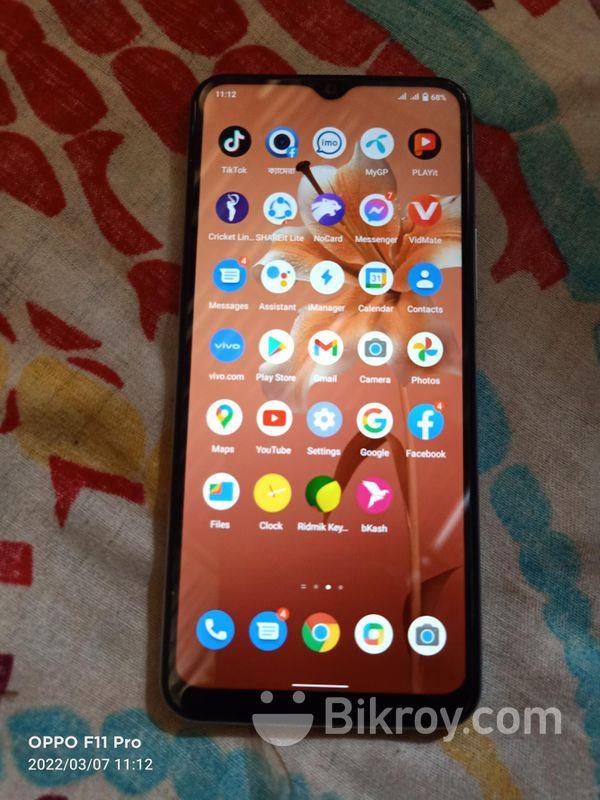 11:12 68%
TikTok ক্যামেরা imo MyGP PLAYit
Cricket Lin... SHAREit Lite NoCard 7 Messenger VidMate
4 Messages Assistant iManager 31 Calendar Contacts
vivo
vivo.com Play Store Gmail Camera Photos
Maps YouTube Settings Google 4 Facebook
Files Clock Ridmik Key... bKash
4
Bikroy.com
OPPO F11 Pro
2022/03/07 11:12